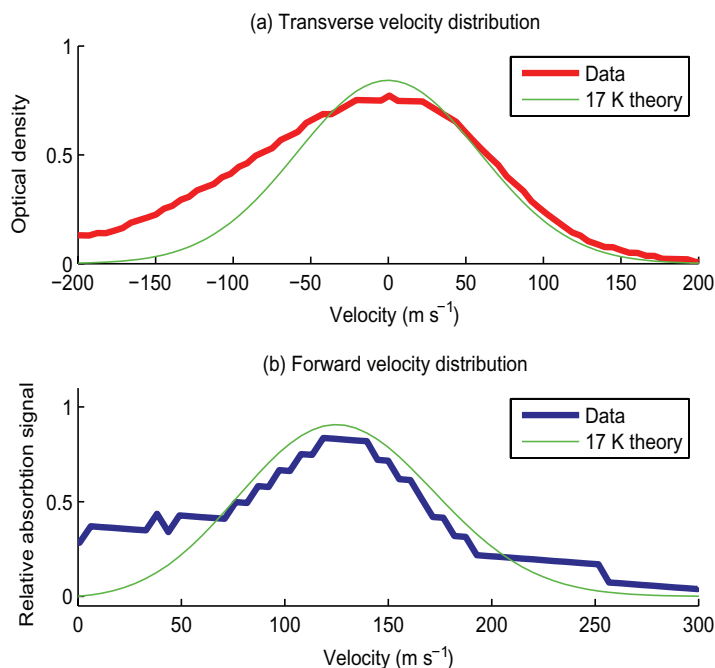 (a) Transverse velocity distribution
1
0.5
0
Optical density
Data
17 K theory
−200 −150 −100 −50 0 50 100 150 200
Velocity (m s⁻¹)
(b) Forward velocity distribution
1
0.5
0
Relative absorbtion signal
Data
17 K theory
0 50 100 150 200 250 300
Velocity (m s⁻¹)